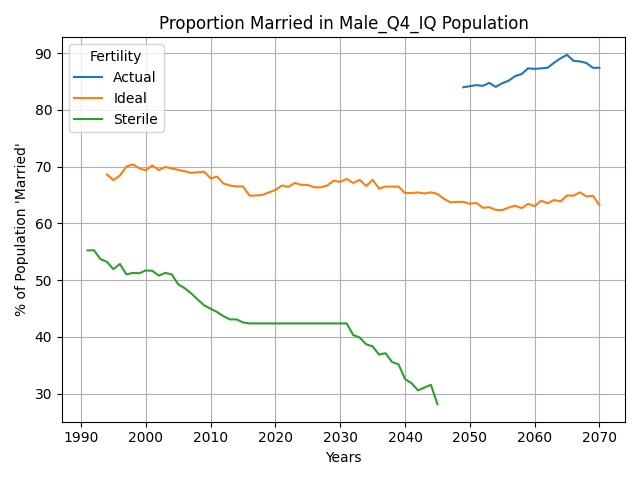 Proportion Married in Male_Q4_IQ Population
Fertility
Actual
Ideal
Sterile
% of Population 'Married'
90
80
70
60
50
40
30
1990 2000 2010 2020 2030 2040 2050 2060 2070
Years